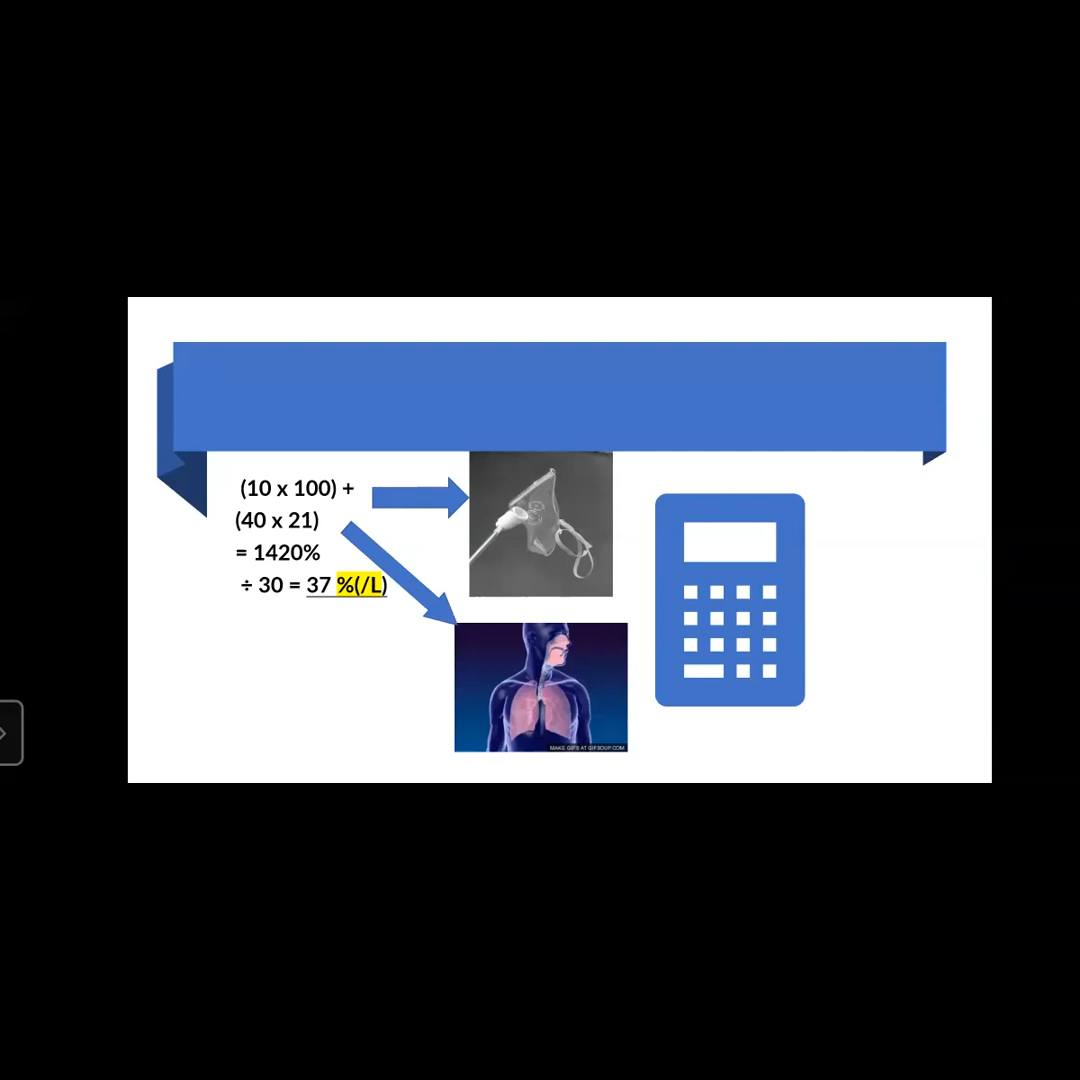 (10 x 100) +
(40 x 21)
= 1420%
÷ 30 = 37 %(/L)
MAKE GIFS AT GIFSOUP.COM